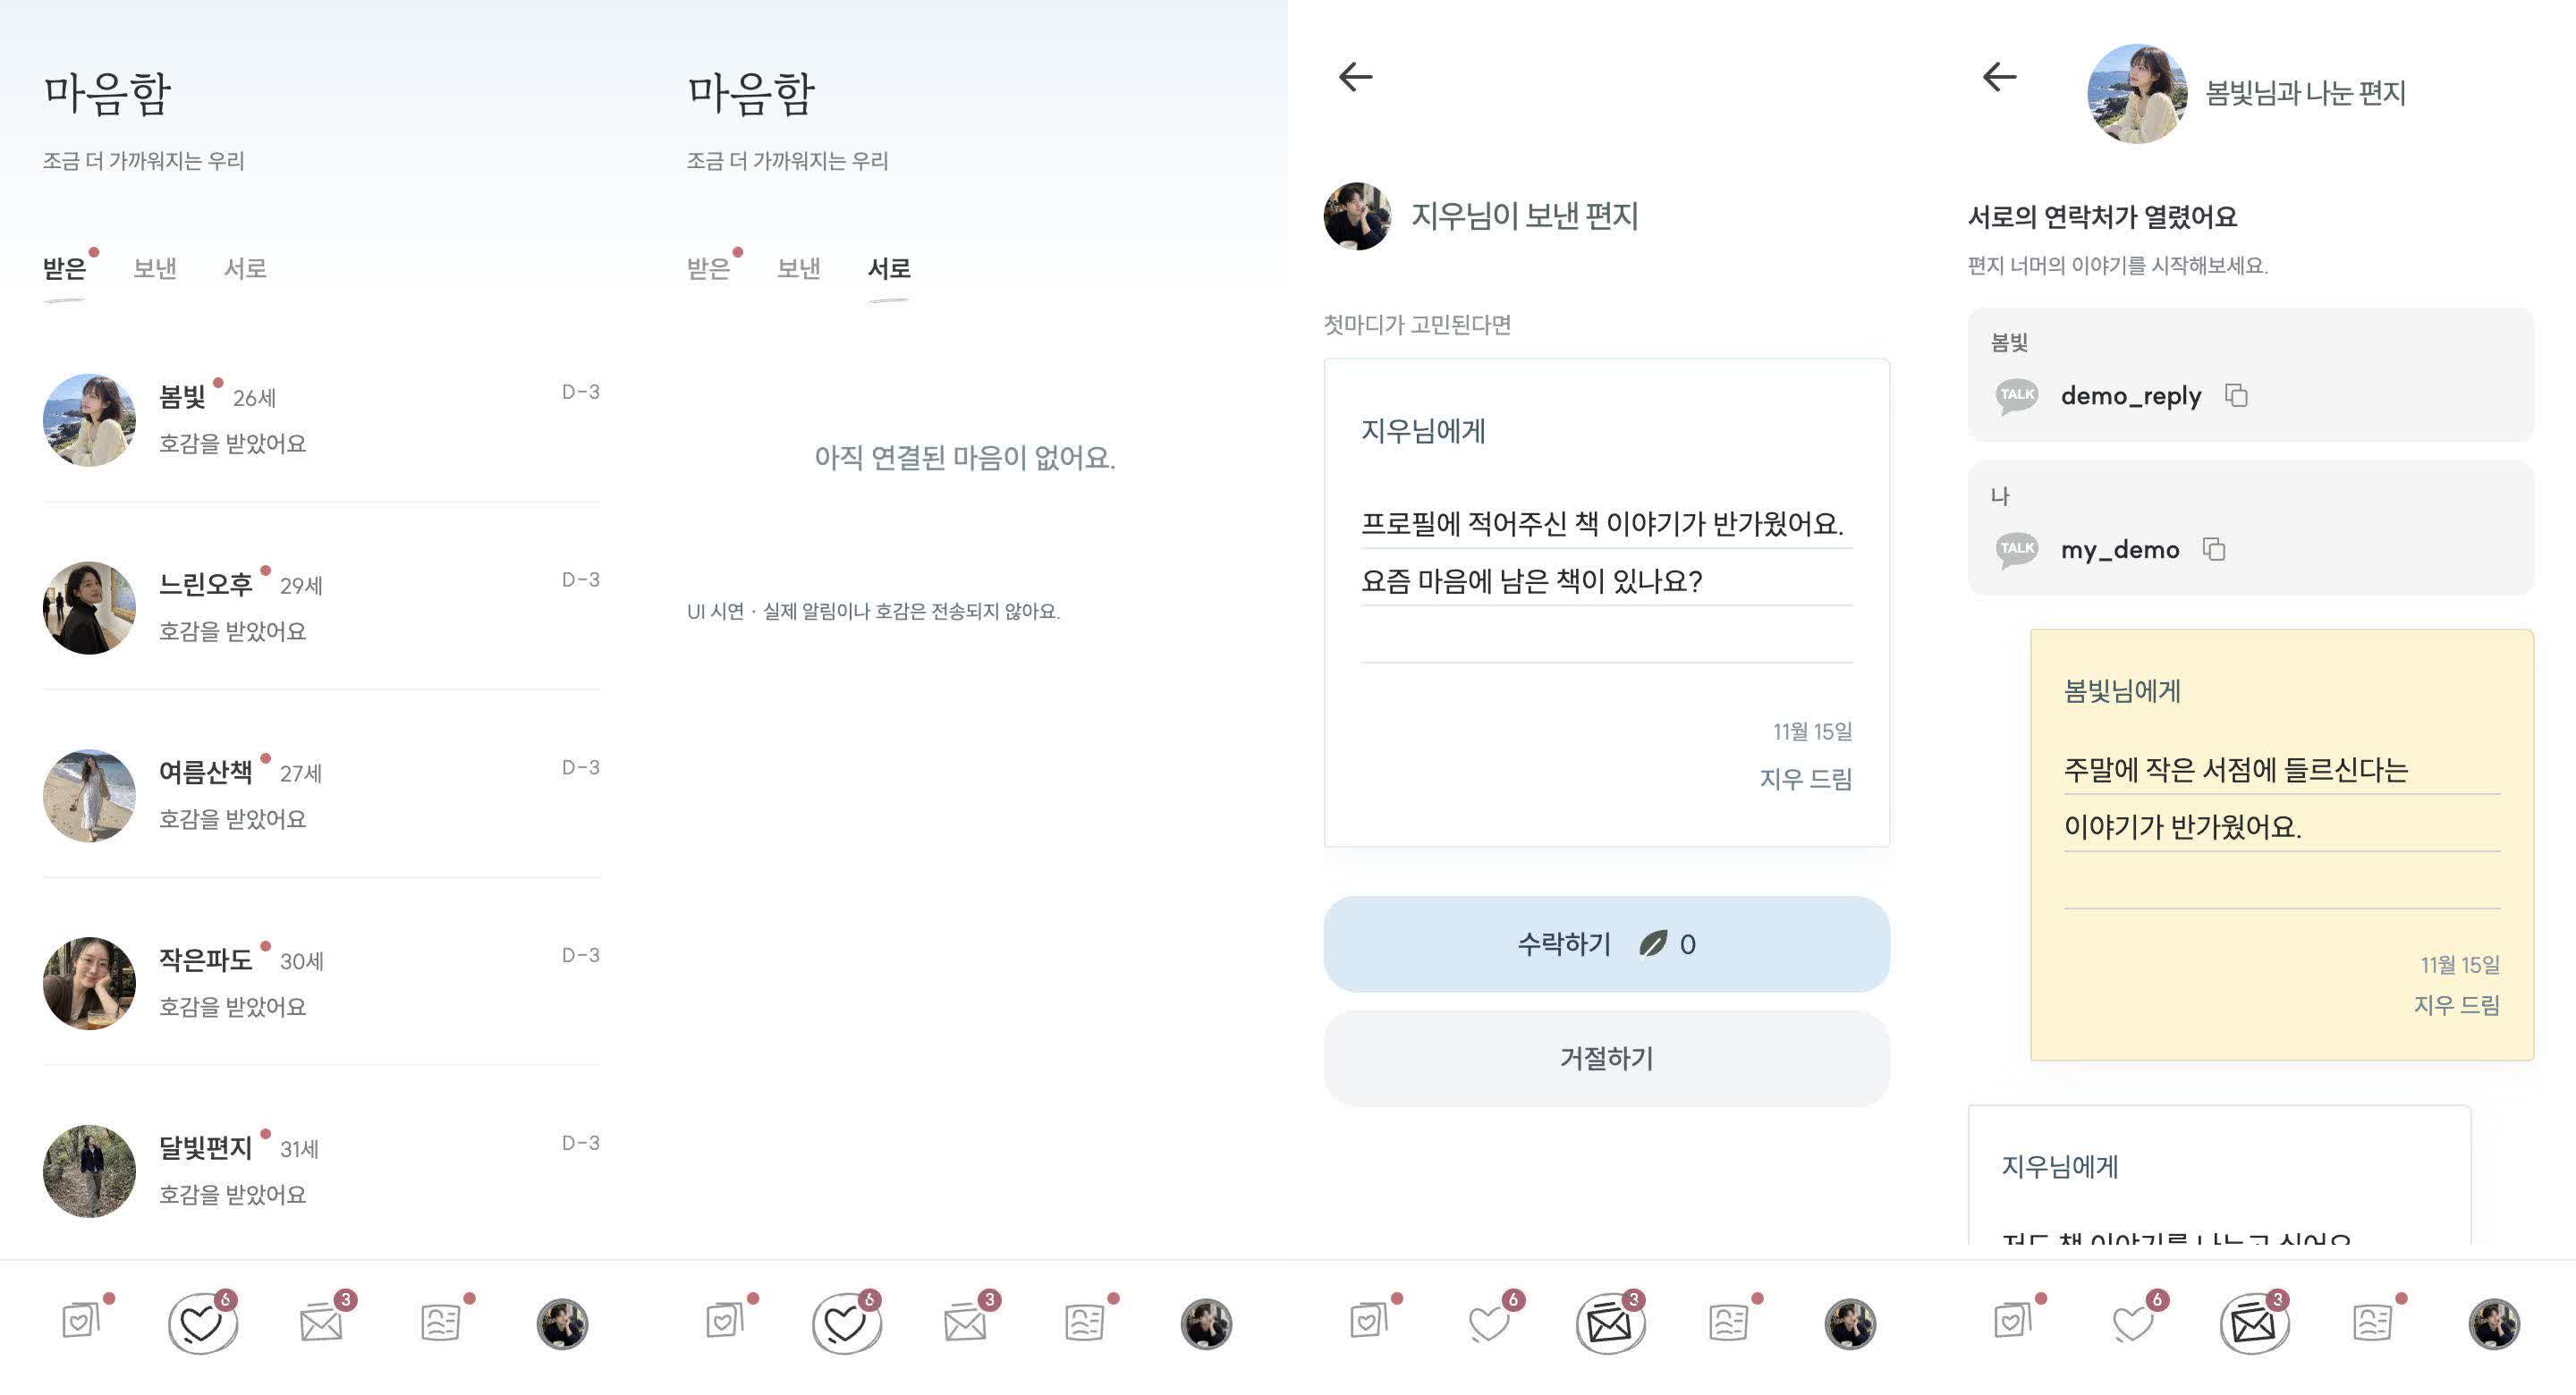 마음함
조금 더 가까워지는 우리
받은 보낸 서로
봄빛 26세 D-3
호감을 받았어요
느린오후 29세 D-3
호감을 받았어요
여름산책 27세 D-3
호감을 받았어요
작은파도 30세 D-3
호감을 받았어요
달빛편지 31세 D-3
호감을 받았어요
6 3
마음함
조금 더 가까워지는 우리
받은 보낸 서로
아직 연결된 마음이 없어요.
UI 시연 · 실제 알림이나 호감은 전송되지 않아요.
6 3
지우님이 보낸 편지
첫마디가 고민된다면
지우님에게
프로필에 적어주신 책 이야기가 반가웠어요.
요즘 마음에 남은 책이 있나요?
11월 15일
지우 드림
수락하기 0
거절하기
6 3
봄빛님과 나눈 편지
서로의 연락처가 열렸어요
편지 너머의 이야기를 시작해보세요.
봄빛
TALK demo_reply
나
TALK my_demo
봄빛님에게
주말에 작은 서점에 들르신다는
이야기가 반가웠어요.
11월 15일
지우 드림
지우님에게
저도 책 이야기를 나누고 싶어요
6 3